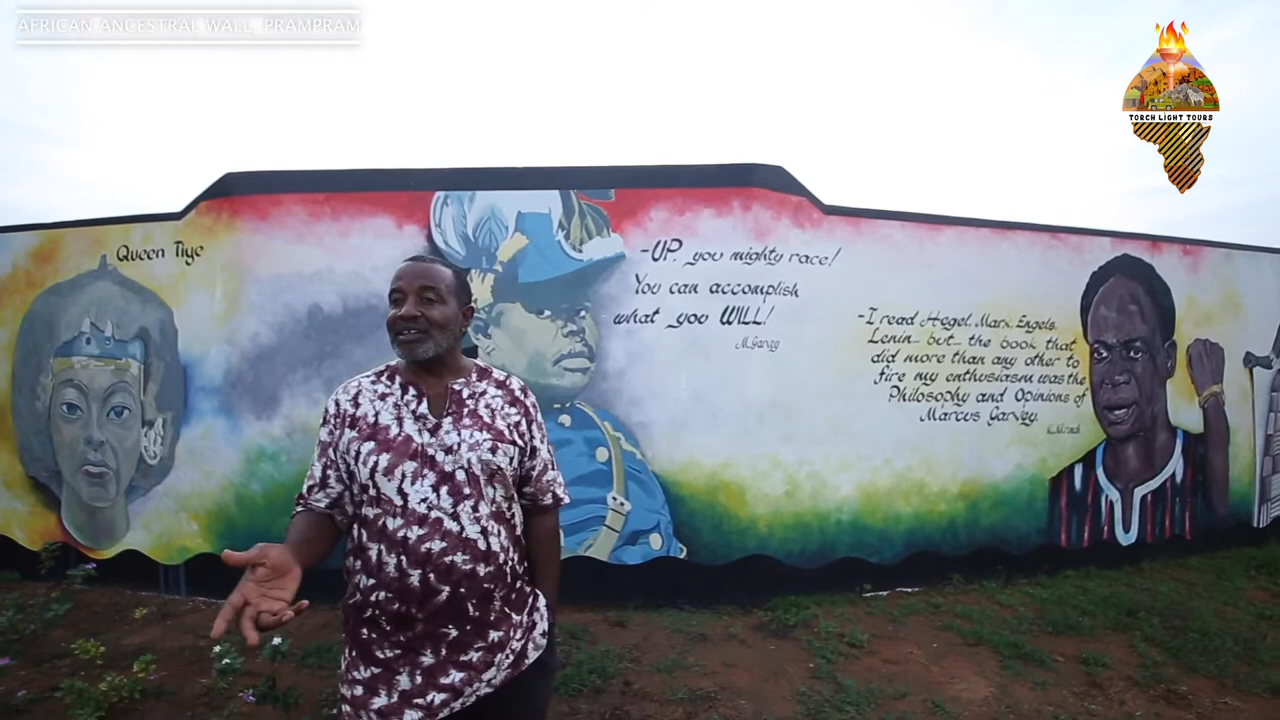 AFRICAN ANCESTRAL WALL, PRAMPRAM
TORCH LIGHT TOURS
Queen Tiye
-UP, you mighty race!
You can accomplish
what you WILL!
M. Garvey
-I read Hegel, Marx, Engels,
Lenin... but... the book that
did more than any other to
fire my enthusiasm was the
Philosophy and Opinions of
Marcus Garvey.